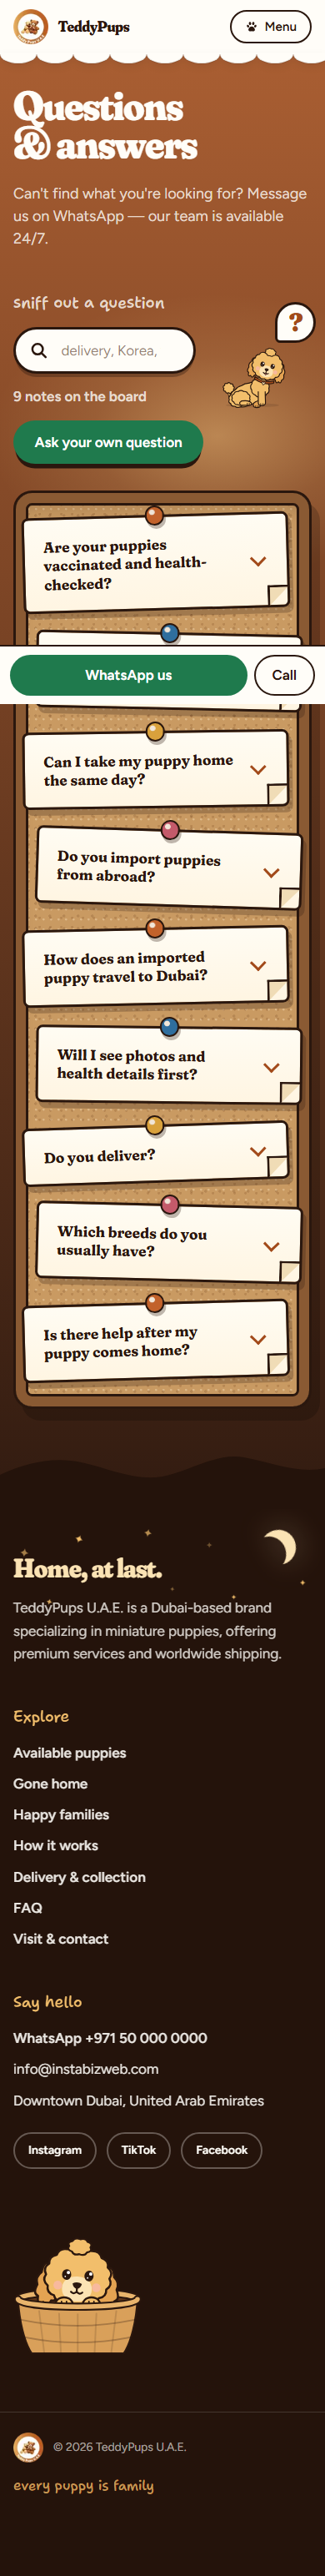 TeddyPups
Menu
Questions
& answers
Can't find what you're looking for? Message
us on WhatsApp — our team is available
24/7.
sniff out a question
?
delivery, Korea,
9 notes on the board
Ask your own question
Are your puppies
vaccinated and health-
checked?
WhatsApp us
Call
Can I take my puppy home
the same day?
Do you import puppies
from abroad?
How does an imported
puppy travel to Dubai?
Will I see photos and
health details first?
Do you deliver?
Which breeds do you
usually have?
Is there help after my
puppy comes home?
Home, at last.
TeddyPups U.A.E. is a Dubai-based brand
specializing in miniature puppies, offering
premium services and worldwide shipping.
Explore
Available puppies
Gone home
Happy families
How it works
Delivery & collection
FAQ
Visit & contact
Say hello
WhatsApp +971 50 000 0000
info@instabizweb.com
Downtown Dubai, United Arab Emirates
Instagram
TikTok
Facebook
© 2026 TeddyPups U.A.E.
every puppy is family